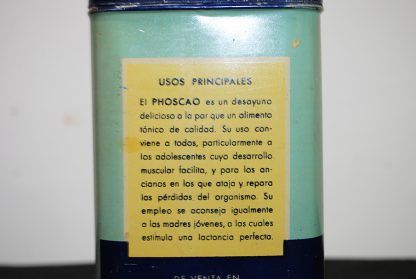 USOS PRINCIPALES
El PHOSCAO es un desayuno
delicioso a la par que un alimento
tónico de calidad. Su uso con-
viene a todos, particularmente a
los adolescentes cuyo desarrollo
muscular facilita, y para los an-
cianos en los que ataja y repara
las pérdidas del organismo. Su
empleo se aconseja igualmente
a las madres jóvenes, a las cuales
estimula una lactancia perfecta.
DE VENTA EN